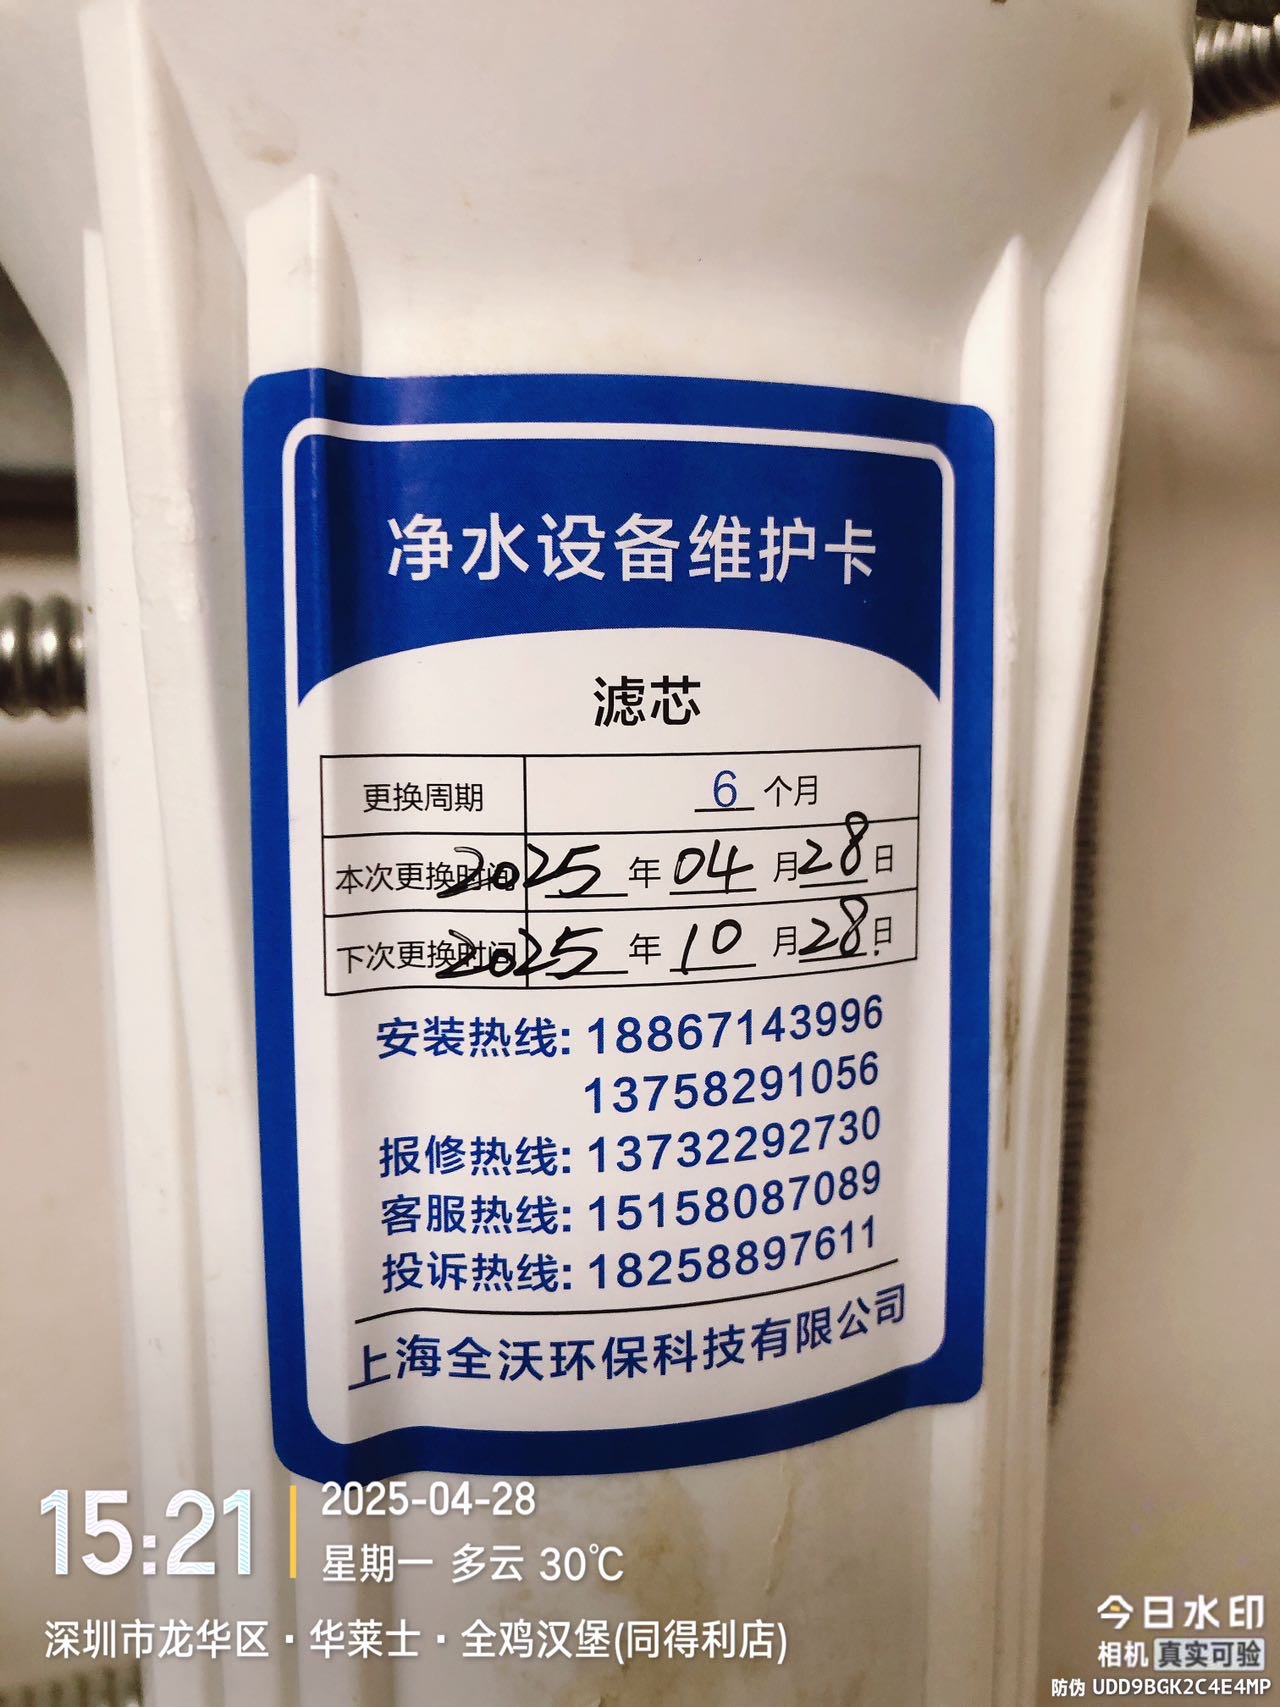 净水设备维护卡
滤芯
更换周期 6 个月
本次更换时间 2025 年 04 月 28 日
下次更换时间 2025 年 10 月 28 日
安装热线: 18867143996
13758291056
报修热线: 13732292730
客服热线: 15158087089
投诉热线: 18258897611
上海全沃环保科技有限公司
15:21
2025-04-28
星期一 多云 30℃
深圳市龙华区·华莱士·全鸡汉堡(同得利店)
今日水印
相机 真实可验
防伪 UDD9BGK2C4E4MP